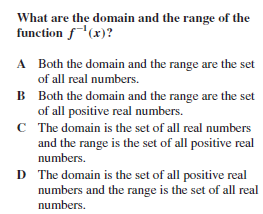 What are the domain and the range of the
function f⁻¹(x)?
A Both the domain and the range are the set
of all real numbers.
B Both the domain and the range are the set
of all positive real numbers.
C The domain is the set of all real numbers
and the range is the set of all positive real
numbers.
D The domain is the set of all positive real
numbers and the range is the set of all real
numbers.